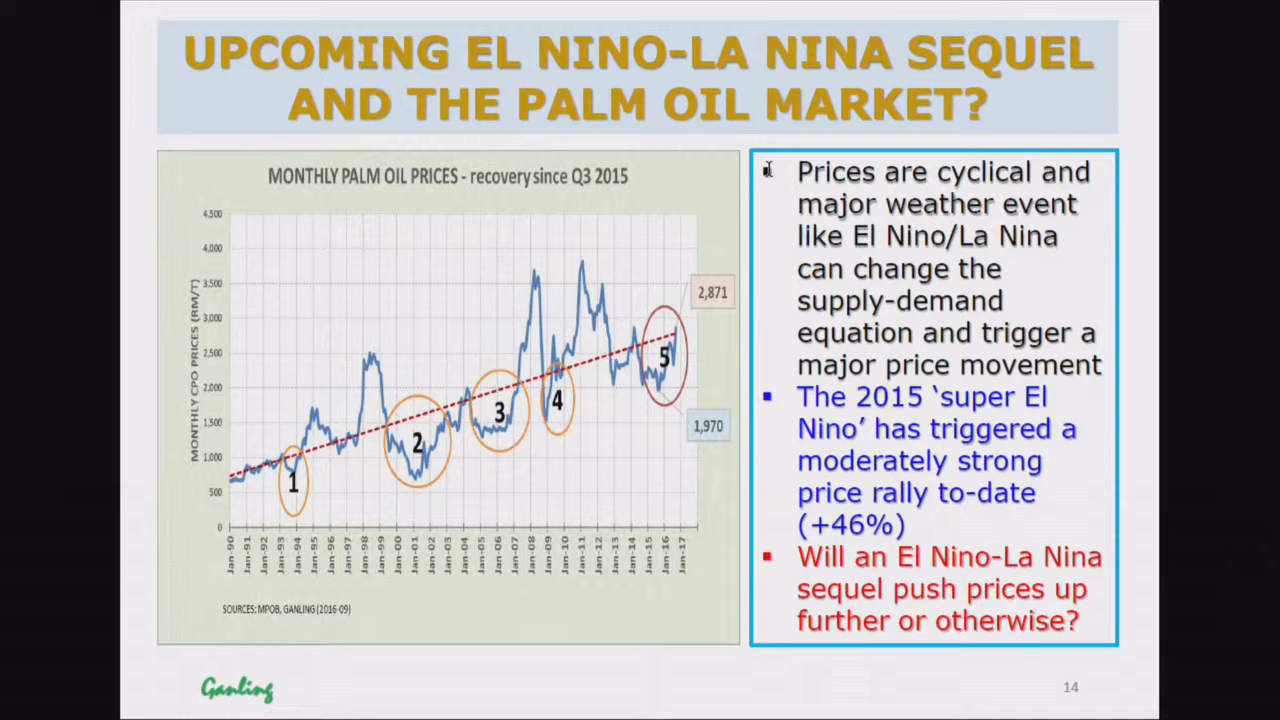 UPCOMING EL NINO-LA NINA SEQUEL
AND THE PALM OIL MARKET?
MONTHLY PALM OIL PRICES - recovery since Q3 2015
MONTHLY CPO PRICES (RM/T)
4,500
4,000
3,500
3,000
2,500
2,000
1,500
1,000
500
0
1
2
3
4
5
2,871
1,970
Jan-90
Jan-91
Jan-92
Jan-93
Jan-94
Jan-95
Jan-96
Jan-97
Jan-98
Jan-99
Jan-00
Jan-01
Jan-02
Jan-03
Jan-04
Jan-05
Jan-06
Jan-07
Jan-08
Jan-09
Jan-10
Jan-11
Jan-12
Jan-13
Jan-14
Jan-15
Jan-16
Jan-17
SOURCES: MPOB, GANLING (2016-09)
Prices are cyclical and
major weather event
like El Nino/La Nina
can change the
supply-demand
equation and trigger a
major price movement
The 2015 ‘super El
Nino’ has triggered a
moderately strong
price rally to-date
(+46%)
Will an El Nino-La Nina
sequel push prices up
further or otherwise?
Ganling
14